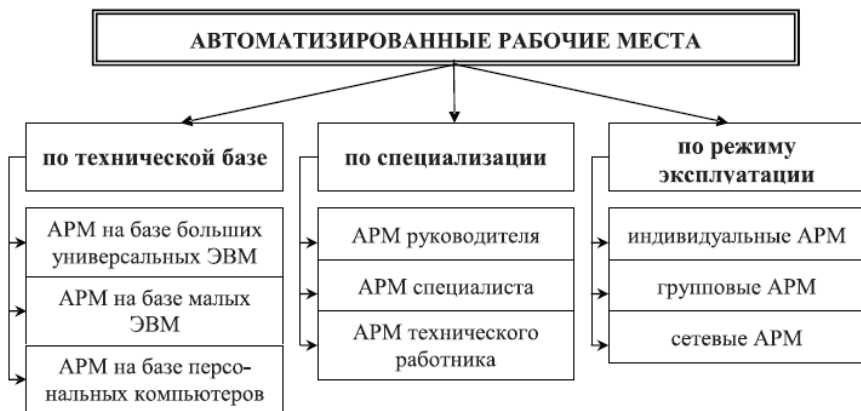 АВТОМАТИЗИРОВАННЫЕ РАБОЧИЕ МЕСТА
по технической базе
АРМ на базе больших
универсальных ЭВМ
АРМ на базе малых
ЭВМ
АРМ на базе персо-
нальных компьютеров
по специализации
АРМ руководителя
АРМ специалиста
АРМ технического
работника
по режиму
эксплуатации
индивидуальные АРМ
групповые АРМ
сетевые АРМ